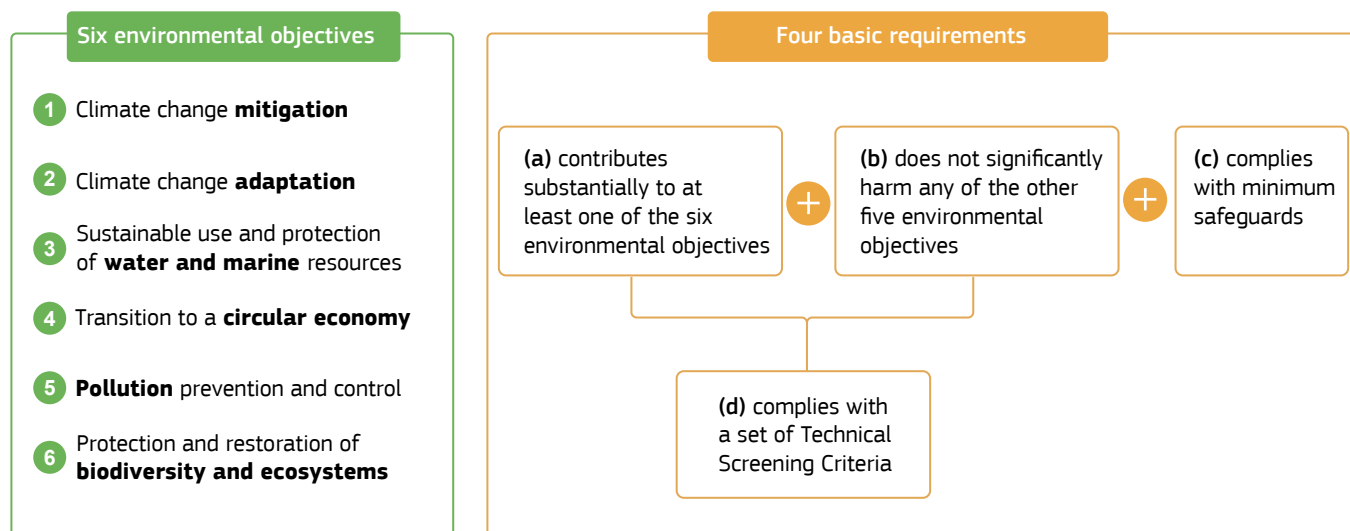 Six environmental objectives
1 Climate change mitigation
2 Climate change adaptation
3 Sustainable use and protection
of water and marine resources
4 Transition to a circular economy
5 Pollution prevention and control
6 Protection and restoration of
biodiversity and ecosystems
Four basic requirements
(a) contributes
substantially to at
least one of the six
environmental objectives
+
(b) does not significantly
harm any of the other
five environmental
objectives
+
(c) complies
with minimum
safeguards
(d) complies with
a set of Technical
Screening Criteria